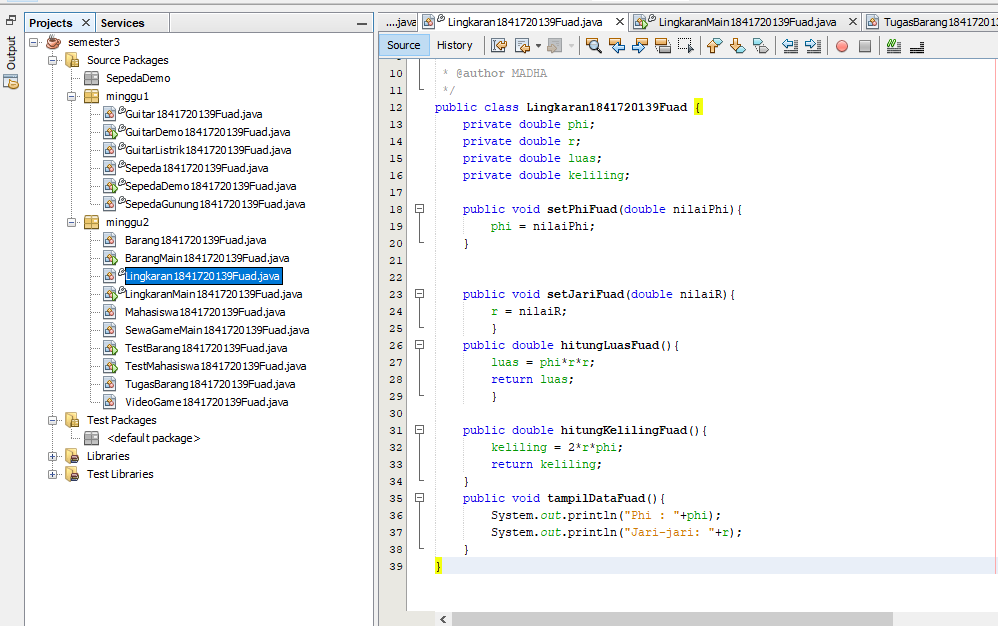 Projects
Services
Output
semester3
Source Packages
SepedaDemo
minggu1
Guitar1841720139Fuad.java
GuitarDemo1841720139Fuad.java
GuitarListrik1841720139Fuad.java
Sepeda1841720139Fuad.java
SepedaDemo1841720139Fuad.java
SepedaGunung1841720139Fuad.java
minggu2
Barang1841720139Fuad.java
BarangMain1841720139Fuad.java
Lingkaran1841720139Fuad.java
LingkaranMain1841720139Fuad.java
Mahasiswa1841720139Fuad.java
SewaGameMain1841720139Fuad.java
TestBarang1841720139Fuad.java
TestMahasiswa1841720139Fuad.java
TugasBarang1841720139Fuad.java
VideoGame1841720139Fuad.java
Test Packages
<default package>
Libraries
Test Libraries
...java Lingkaran1841720139Fuad.java LingkaranMain1841720139Fuad.java TugasBarang184172013
Source History
10 * @author MADHA
11 */
12 public class Lingkaran1841720139Fuad {
13 private double phi;
14 private double r;
15 private double luas;
16 private double keliling;
17
18 public void setPhiFuad(double nilaiPhi){
19 phi = nilaiPhi;
20 }
21
22
23 public void setJariFuad(double nilaiR){
24 r = nilaiR;
25 }
26 public double hitungLuasFuad(){
27 luas = phi*r*r;
28 return luas;
29 }
30
31 public double hitungKelilingFuad(){
32 keliling = 2*r*phi;
33 return keliling;
34 }
35 public void tampilDataFuad(){
36 System.out.println("Phi : "+phi);
37 System.out.println("Jari-jari: "+r);
38 }
39 }